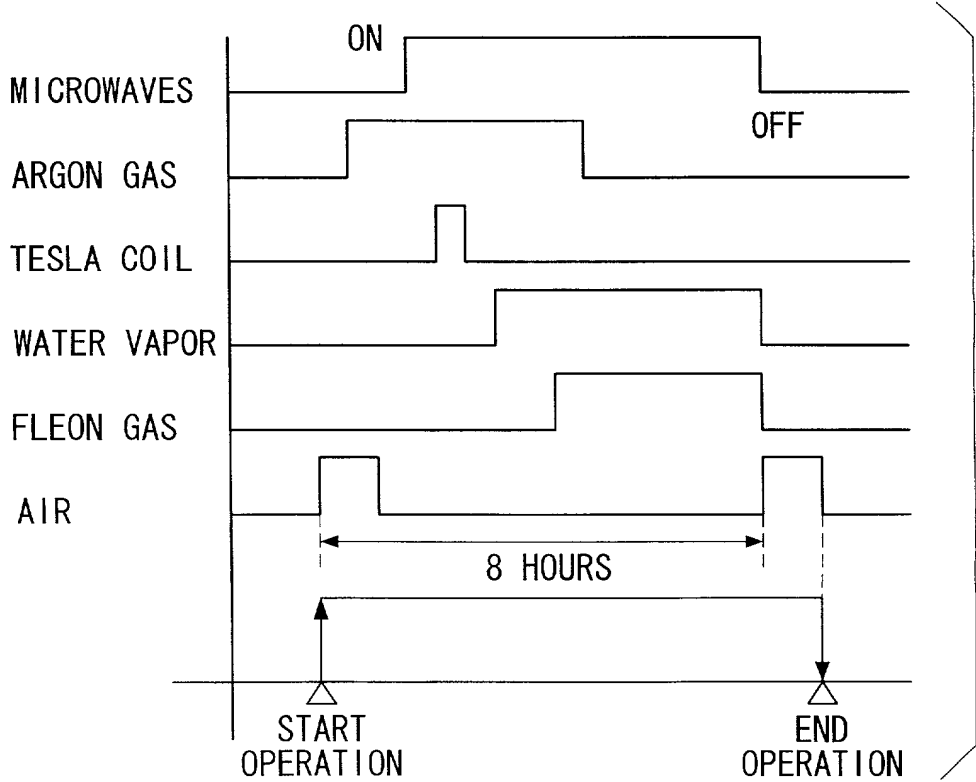 ON
MICROWAVES
OFF
ARGON GAS
TESLA COIL
WATER VAPOR
FLEON GAS
AIR
8 HOURS
START
OPERATION
END
OPERATION